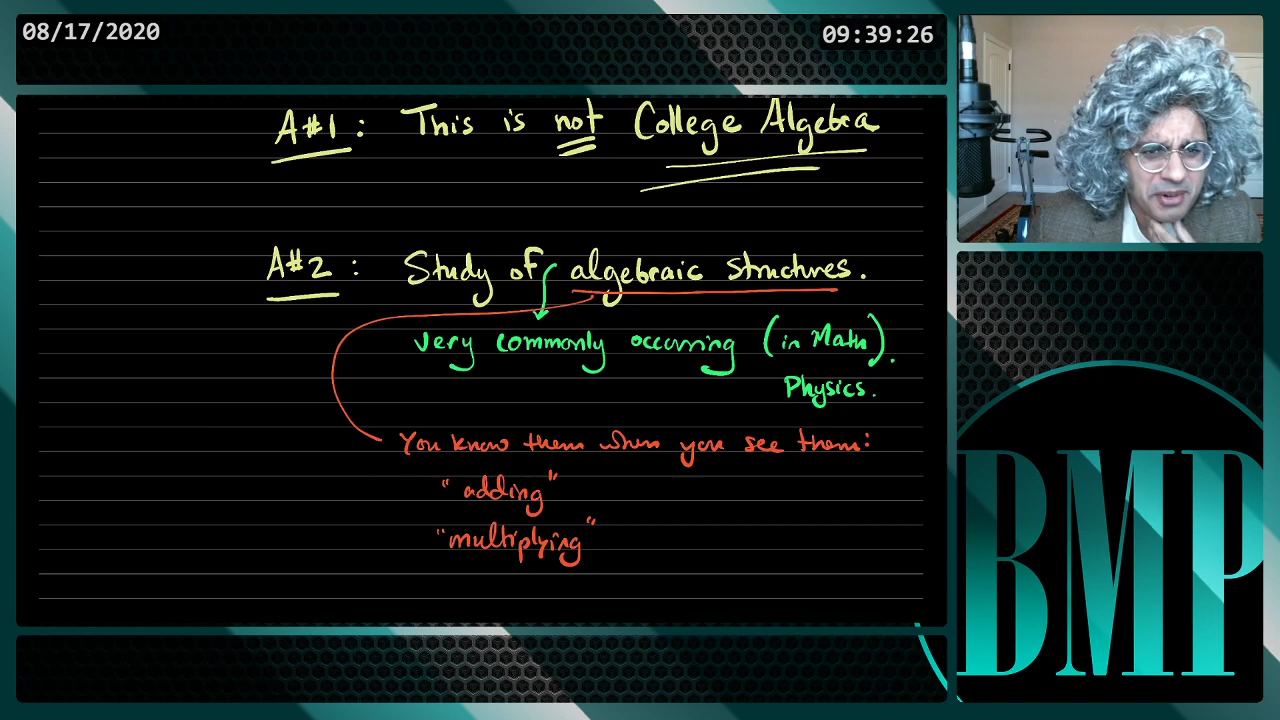 08/17/2020
09:39:26
A#1: This is not College Algebra
A#2: Study of algebraic structures.
very commonly occurring (in Math).
Physics.
You know them when you see them:
"adding"
"multiplying"
BMP